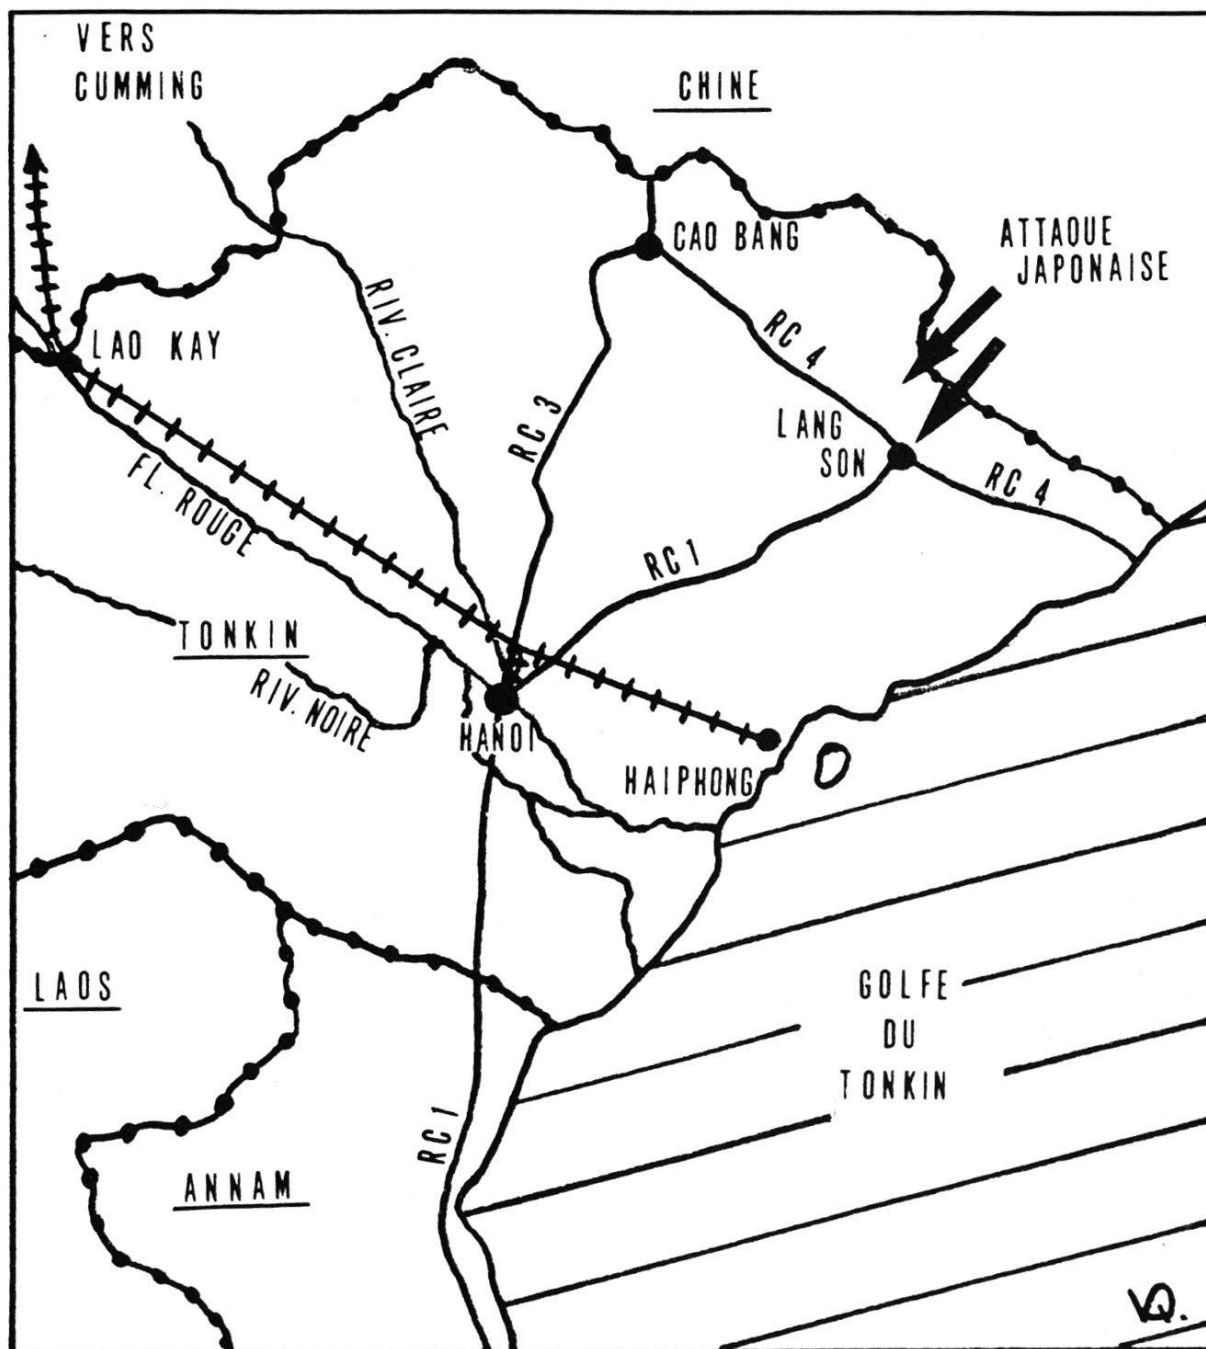 VERS
CUMMING
CHINE
CAO BANG
ATTAQUE
JAPONAISE
LAO KAY
RIV. CLAIRE
RC 3
RC 4
LANG
SON
RC 4
FL. ROUGE
RC 1
TONKIN
RIV. NOIRE
HANOI
HAIPHONG
LAOS
GOLFE
DU
TONKIN
RC 1
ANNAM